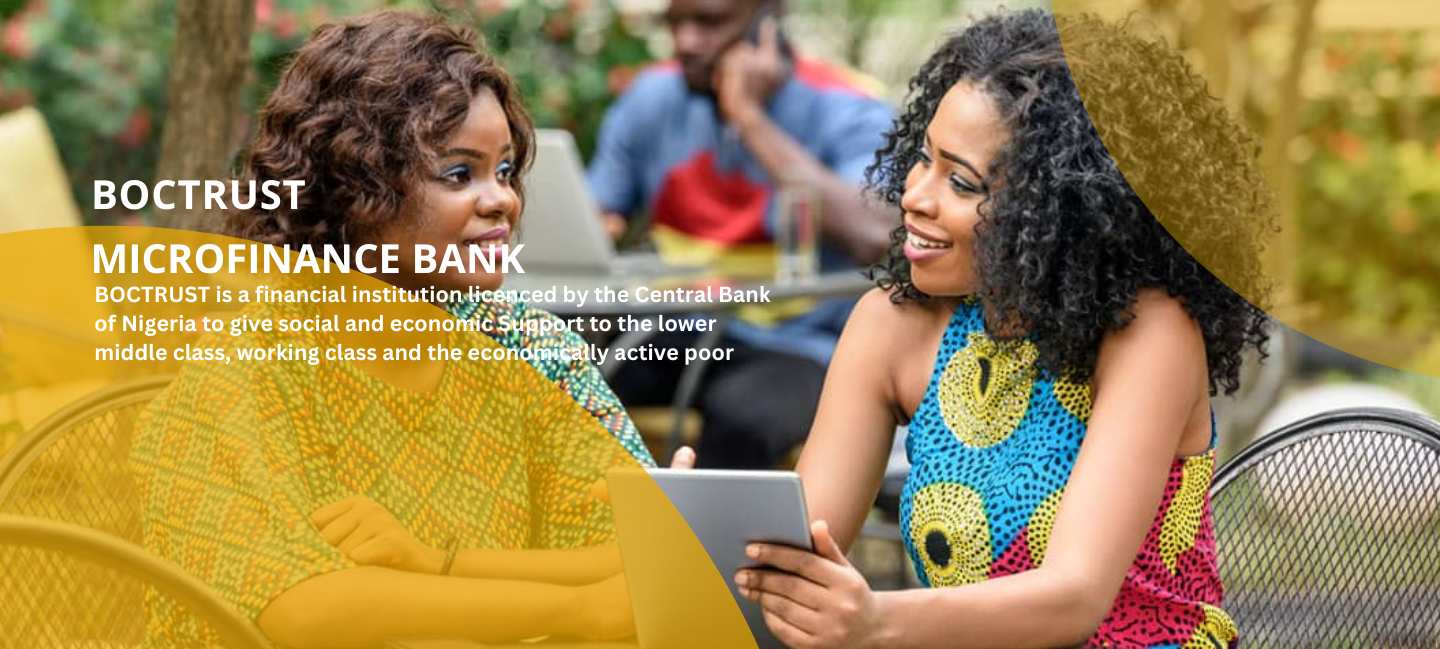 BOCTRUST
MICROFINANCE BANK
BOCTRUST is a financial institution licenced by the Central Bank
of Nigeria to give social and economic Support to the lower
middle class, working class and the economically active poor